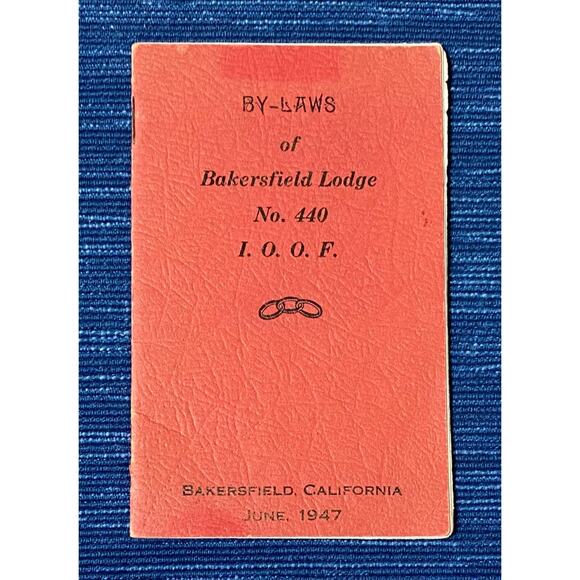 BY-LAWS
of
Bakersfield Lodge
No. 440
I. O. O. F.
BAKERSFIELD, CALIFORNIA
JUNE, 1947